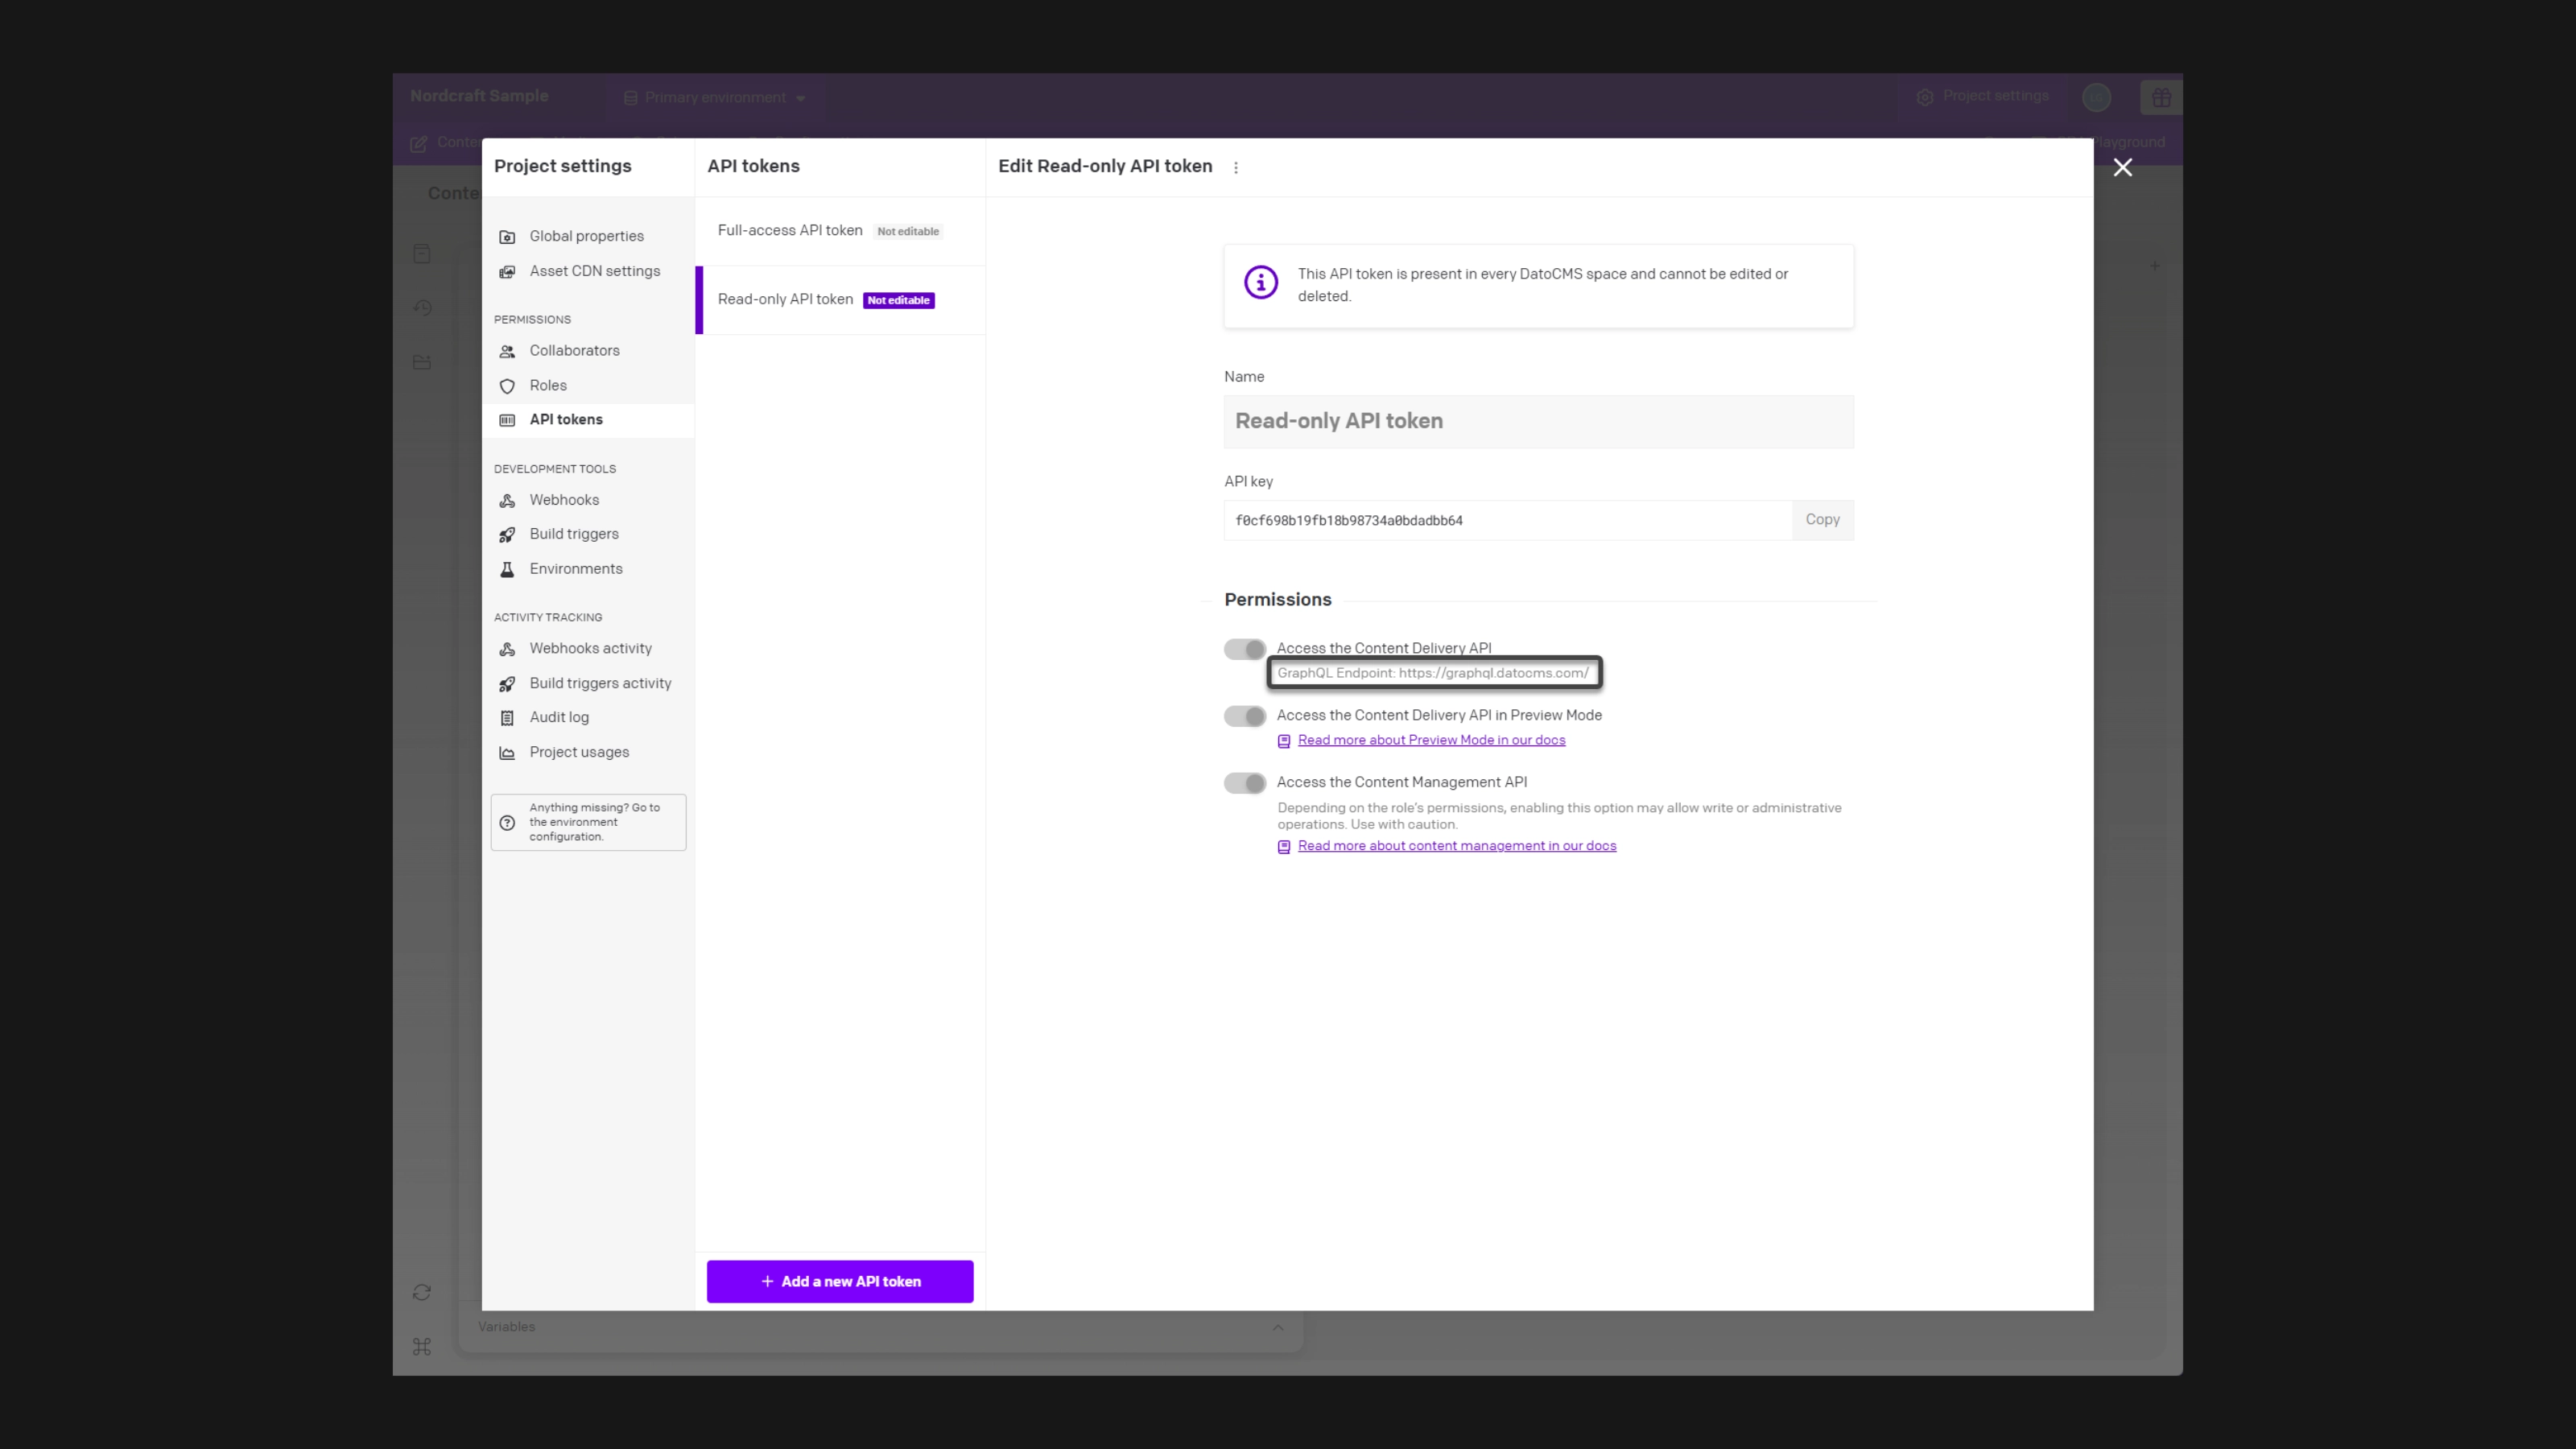 Nordcraft Sample
Primary environment
Project settings
Playground
Project settings
API tokens
Edit Read-only API token
Global properties
Asset CDN settings
PERMISSIONS
Collaborators
Roles
API tokens
DEVELOPMENT TOOLS
Webhooks
Build triggers
Environments
ACTIVITY TRACKING
Webhooks activity
Build triggers activity
Audit log
Project usages
Anything missing? Go to
the environment
configuration.
Full-access API token Not editable
Read-only API token Not editable
+ Add a new API token
This API token is present in every DatoCMS space and cannot be edited or
deleted.
Name
Read-only API token
API key
f0cf698b19fb18b98734a0bdadbb64
Copy
Permissions
Access the Content Delivery API
GraphQL Endpoint: https://graphql.datocms.com/
Access the Content Delivery API in Preview Mode
Read more about Preview Mode in our docs
Access the Content Management API
Depending on the role's permissions, enabling this option may allow write or administrative
operations. Use with caution.
Read more about content management in our docs
Variables